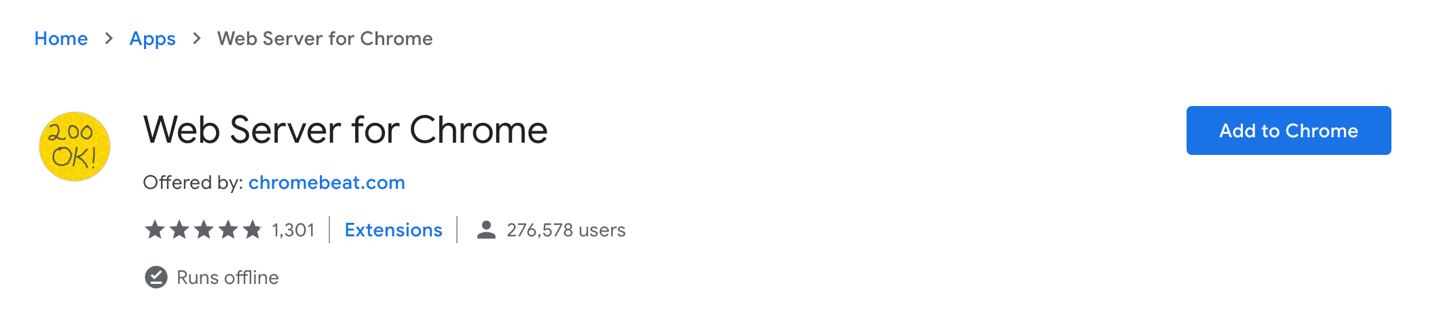 Home > Apps > Web Server for Chrome
200
OK!
Web Server for Chrome
Add to Chrome
Offered by: chromebeat.com
1,301 | Extensions | 276,578 users
Runs offline